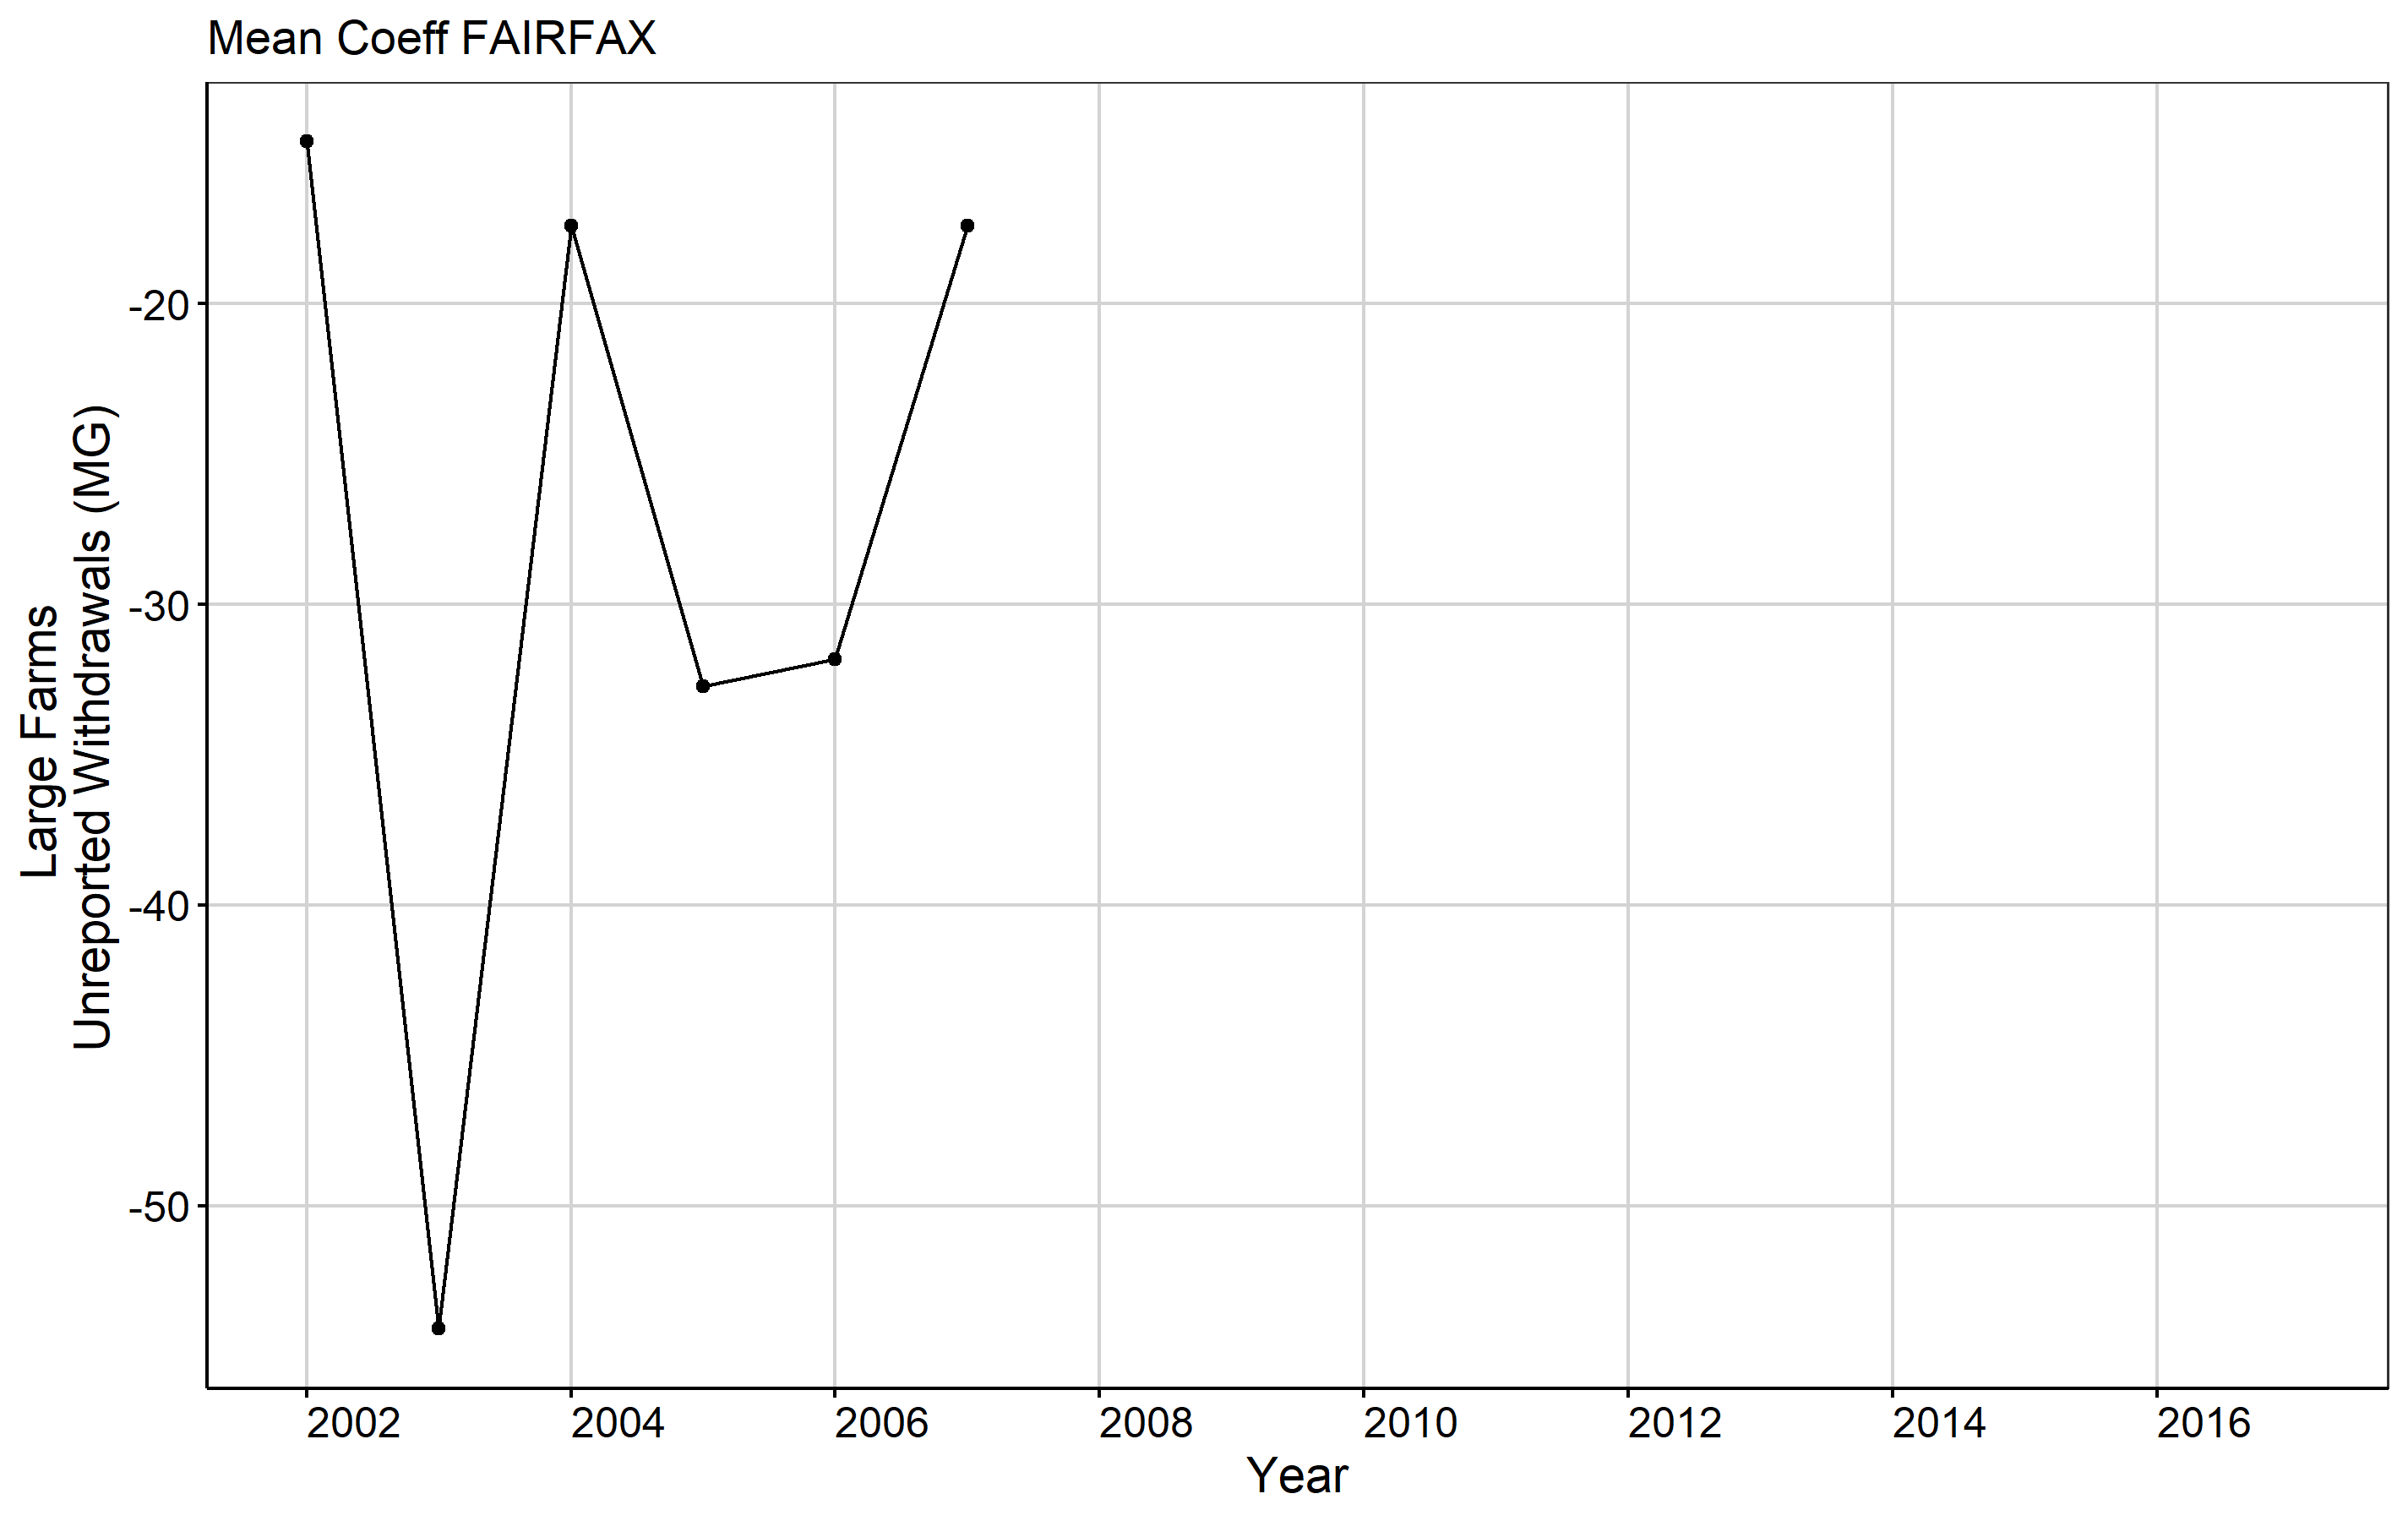 Mean Coeff FAIRFAX
Large Farms
Unreported Withdrawals (MG)
-20
-30
-40
-50
2002 2004 2006 2008 2010 2012 2014 2016
Year